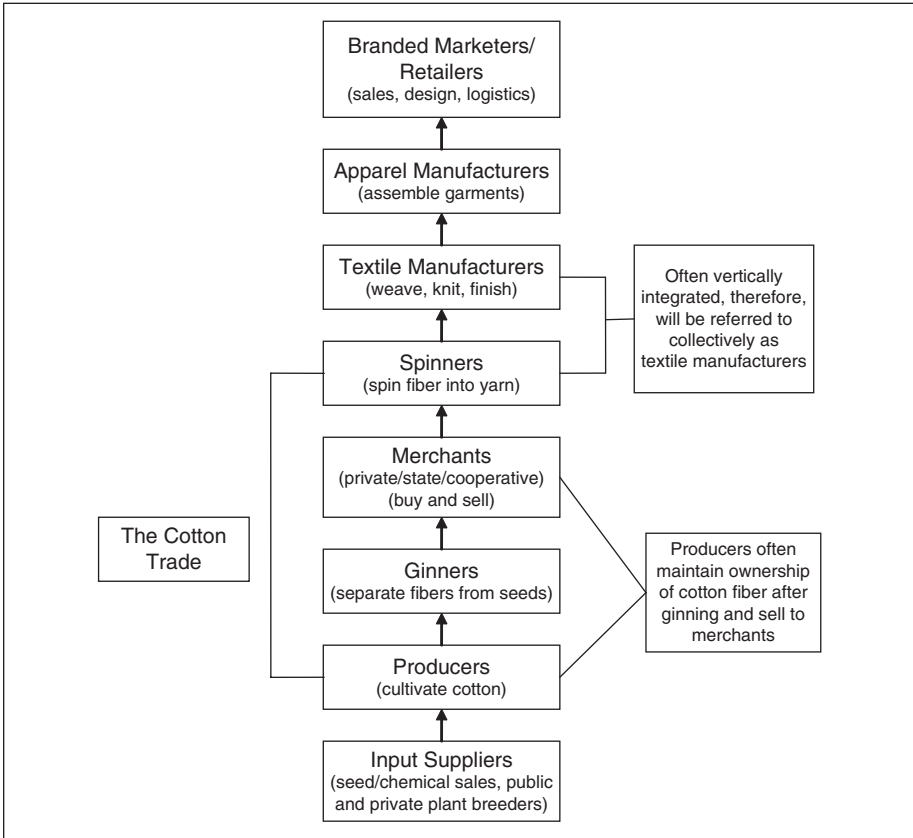 Branded Marketers/
Retailers
(sales, design, logistics)
Apparel Manufacturers
(assemble garments)
Textile Manufacturers
(weave, knit, finish)
Often vertically
integrated, therefore,
will be referred to
collectively as
textile manufacturers
Spinners
(spin fiber into yarn)
Merchants
(private/state/cooperative)
(buy and sell)
The Cotton
Trade
Ginners
(separate fibers from seeds)
Producers often
maintain ownership
of cotton fiber after
ginning and sell to
merchants
Producers
(cultivate cotton)
Input Suppliers
(seed/chemical sales, public
and private plant breeders)